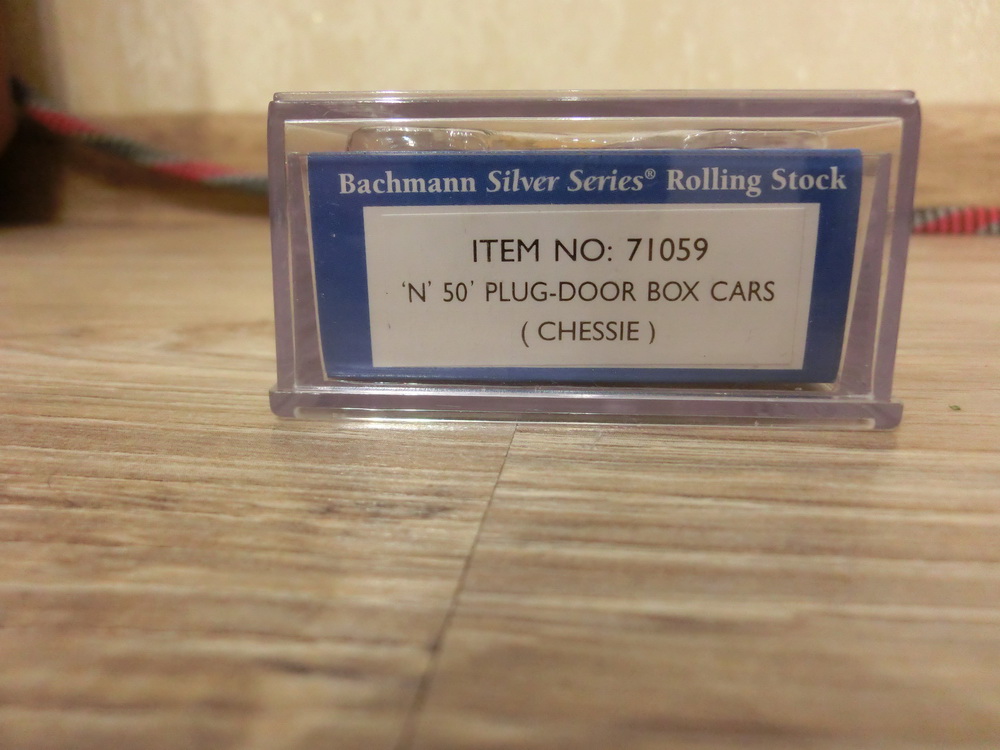 Bachmann Silver Series® Rolling Stock
ITEM NO: 71059
‘N’ 50’ PLUG-DOOR BOX CARS
( CHESSIE )